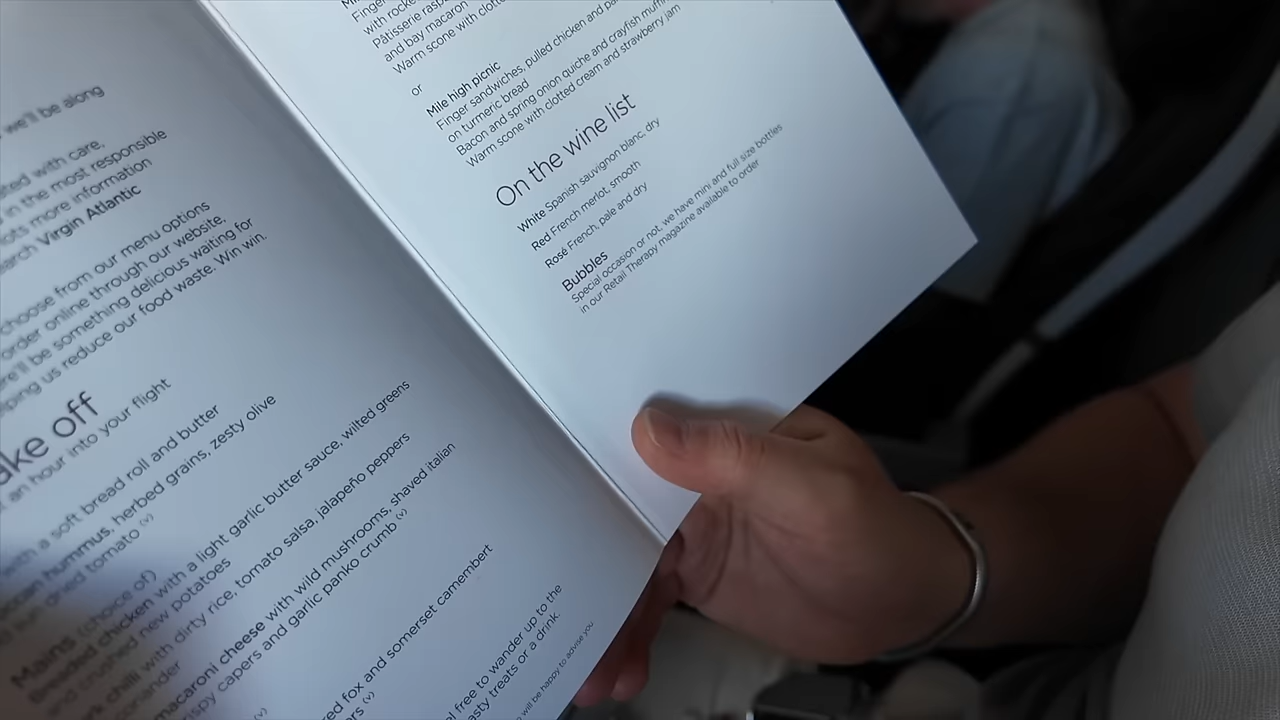 we'll be along
with care,
in the most responsible
lots more information
Virgin Atlantic
choose from our menu options
order online through our website,
be something delicious waiting for
us reduce our food waste. Win win.
off
an hour into your flight
with a soft bread roll and butter
hummus, herbed grains, zesty olive
dried tomato (v)
Mains (choice of)
Breaded chicken with a light garlic butter sauce, wilted greens
and crushed new potatoes
chilli with dirty rice, tomato salsa, jalapeño peppers
macaroni cheese with wild mushrooms, shaved italian
capers and garlic panko crumb (v)
(v)
fox and somerset camembert
(v)
free to wander up to the
treats or a drink.
will be happy to advise you
Finger
with rocke
Pâtisserie rasp
and bay macaron
Warm scone with clotte
or
Mile high picnic
Finger sandwiches, pulled chicken and
on turmeric bread
Bacon and spring onion quiche and crayfish
Warm scone with clotted cream and strawberry jam
On the wine list
White Spanish sauvignon blanc, dry
Red French merlot, smooth
Rosé French, pale and dry
Bubbles
Special occasion or not, we have mini and full size bottles
in our Retail Therapy magazine available to order